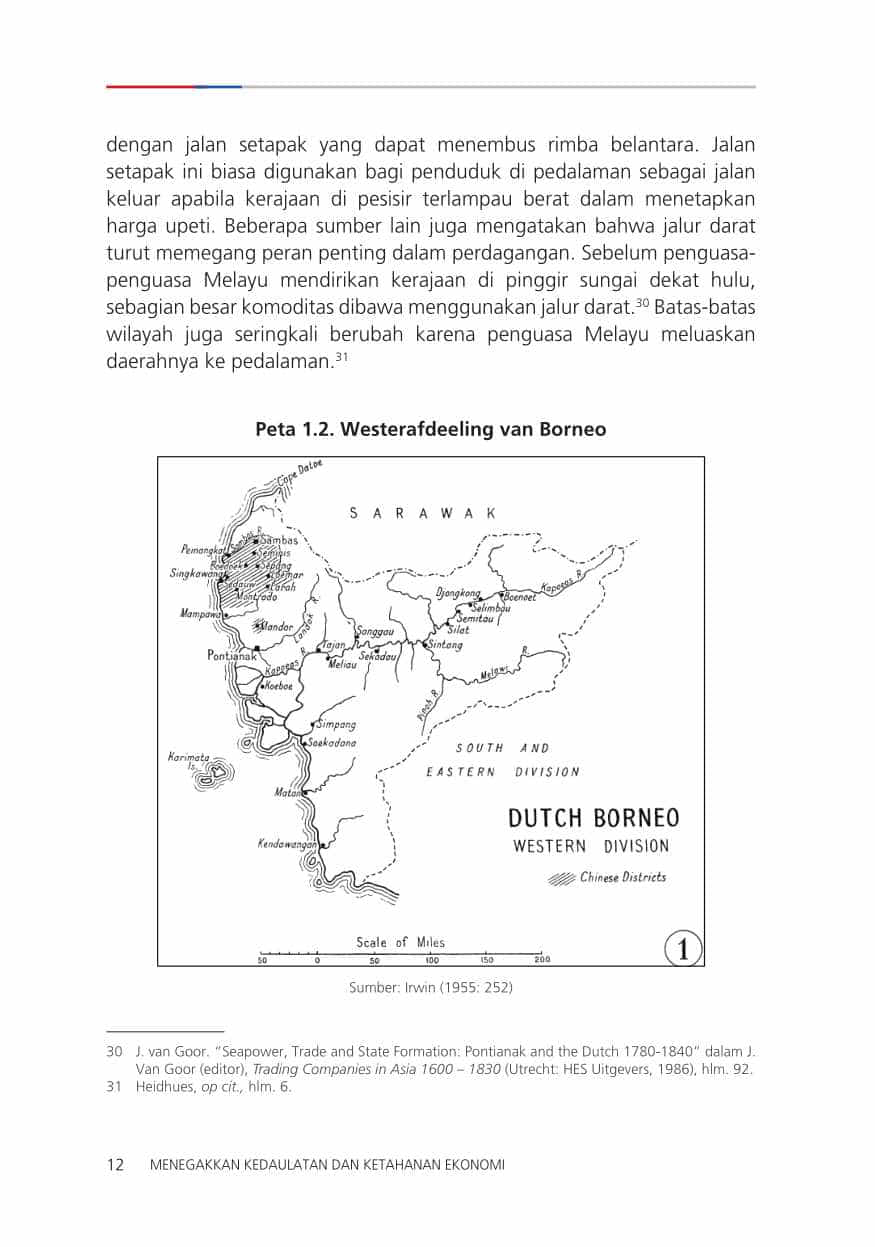 dengan jalan setapak yang dapat menembus rimba belantara. Jalan
setapak ini biasa digunakan bagi penduduk di pedalaman sebagai jalan
keluar apabila kerajaan di pesisir terlampau berat dalam menetapkan
harga upeti. Beberapa sumber lain juga mengatakan bahwa jalur darat
turut memegang peran penting dalam perdagangan. Sebelum penguasa-
penguasa Melayu mendirikan kerajaan di pinggir sungai dekat hulu,
sebagian besar komoditas dibawa menggunakan jalur darat.30 Batas-batas
wilayah juga seringkali berubah karena penguasa Melayu meluaskan
daerahnya ke pedalaman.31
Peta 1.2. Westerafdeeling van Borneo
Cape Datoe
SARAWAK
Sambas R.
Sambas
Pemangkat
Seminis
Sepang
Singkawang
Sedauw
Larah
Montrado
Mampawa
Mandor
Landak R.
Pontianak
Kapoeas R.
Tajan
Meliau
Sanggau
Sekadau
Sintang
Silat
Semitau
Selimbau
Djongkong
Boenoet
Kapoeas R.
Melawi R.
Pinoh R.
Koeboe
Simpang
Soekadana
Karimata
Is.
Matan
Kendawangan
SOUTH AND
EASTERN DIVISION
DUTCH BORNEO
WESTERN DIVISION
Chinese Districts
Scale of Miles
50 0 50 100 150 200
1
Sumber: Irwin (1955: 252)
30 J. van Goor. “Seapower, Trade and State Formation: Pontianak and the Dutch 1780-1840” dalam J.
Van Goor (editor), Trading Companies in Asia 1600 – 1830 (Utrecht: HES Uitgevers, 1986), hlm. 92.
31 Heidhues, op cit., hlm. 6.
12 MENEGAKKAN KEDAULATAN DAN KETAHANAN EKONOMI